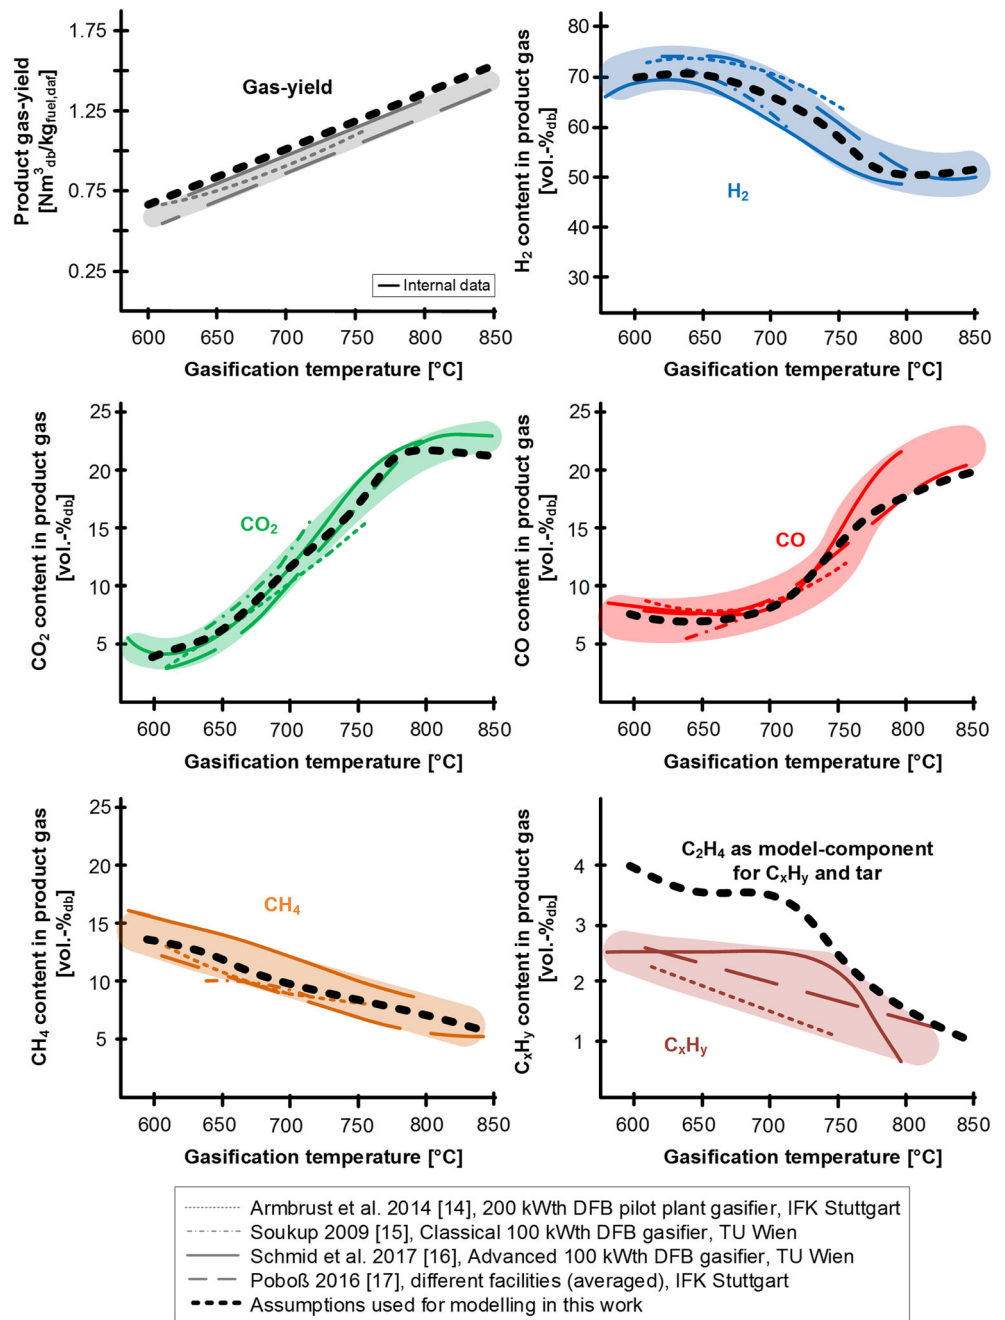 Product gas-yield
[Nm³db/kgfuel,daf]
1.75
1.25
0.75
0.25
Gas-yield
Internal data
600 650 700 750 800 850
Gasification temperature [°C]
H2 content in product gas
[vol.-%db]
80
70
60
50
40
30
H2
600 650 700 750 800 850
Gasification temperature [°C]
CO2 content in product gas
[vol.-%db]
25
20
15
10
5
CO2
600 650 700 750 800 850
Gasification temperature [°C]
CO content in product gas
[vol.-%db]
25
20
15
10
5
CO
600 650 700 750 800 850
Gasification temperature [°C]
CH4 content in product gas
[vol.-%db]
25
20
15
10
5
CH4
600 650 700 750 800 850
Gasification temperature [°C]
CxHy content in product gas
[vol.-%db]
4
3
2
1
C2H4 as model-component
for CxHy and tar
CxHy
600 650 700 750 800 850
Gasification temperature [°C]
Armbrust et al. 2014 [14], 200 kWth DFB pilot plant gasifier, IFK Stuttgart
Soukup 2009 [15], Classical 100 kWth DFB gasifier, TU Wien
Schmid et al. 2017 [16], Advanced 100 kWth DFB gasifier, TU Wien
Poboß 2016 [17], different facilities (averaged), IFK Stuttgart
Assumptions used for modelling in this work